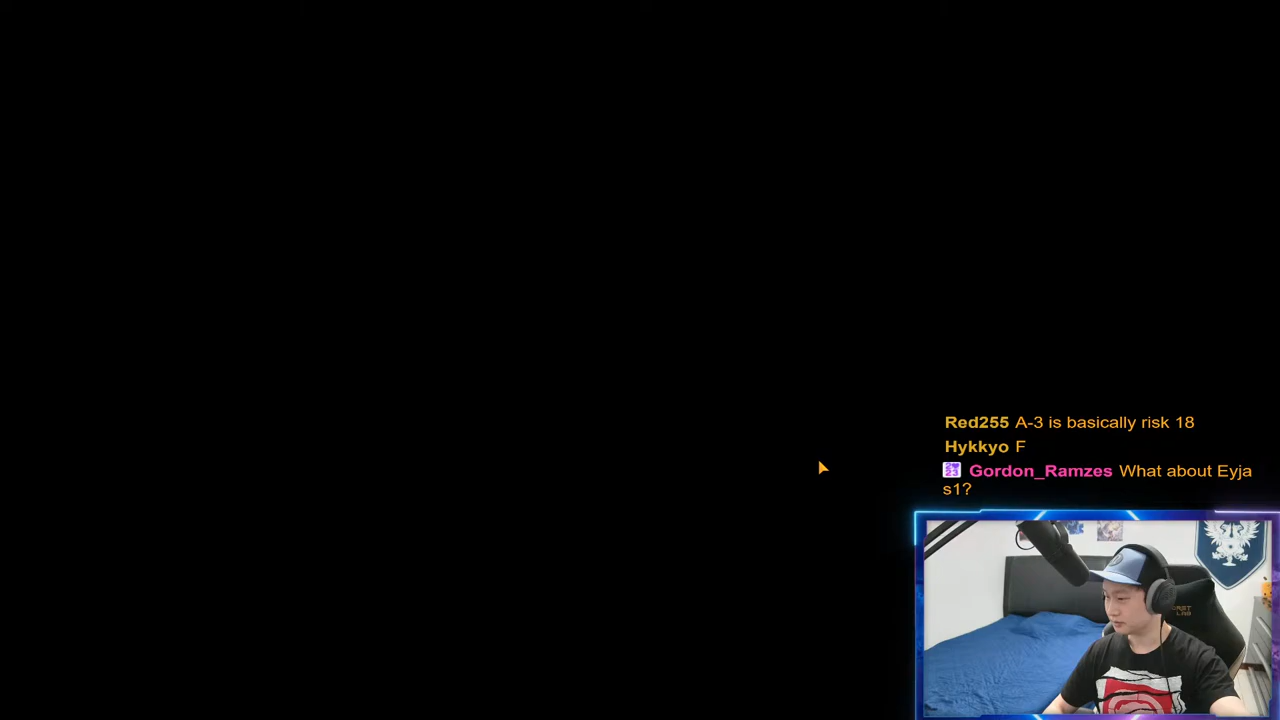 Red255 A-3 is basically risk 18
Hykkyo F
Gordon_Ramzes What about Eyja
s1?